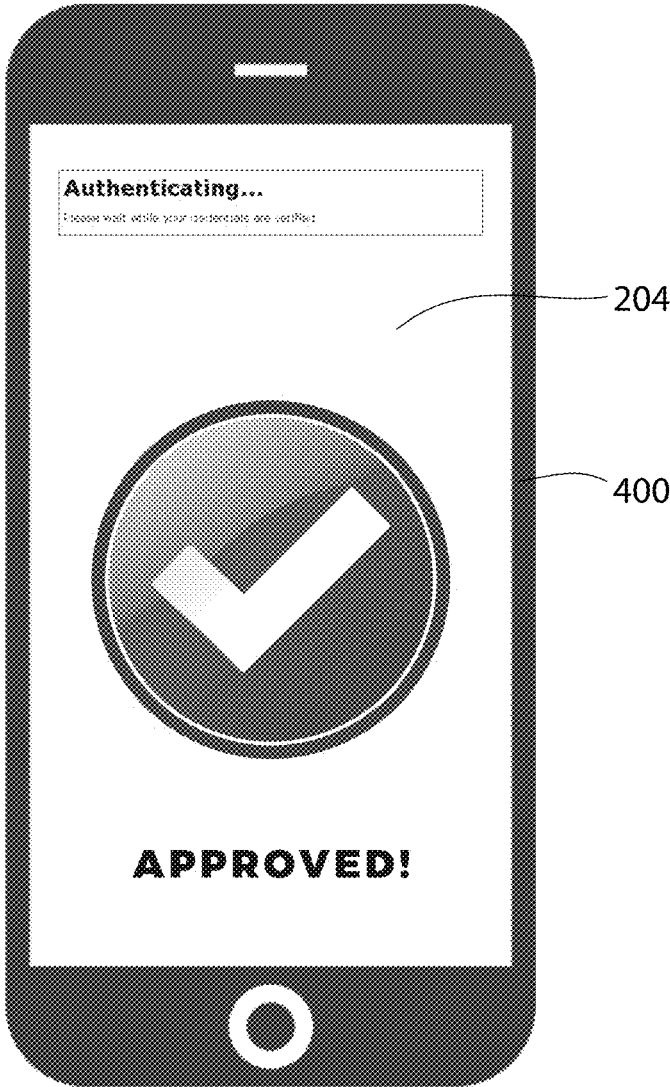 Authenticating...
Please wait while your credentials are verified
204
400
APPROVED!